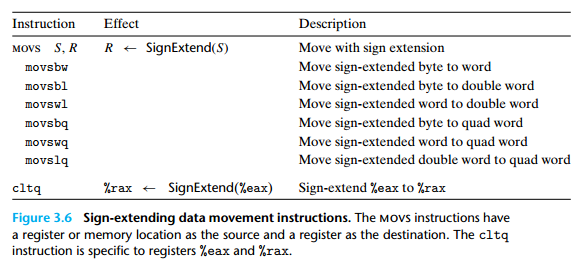 Instruction Effect Description
MOVS S, R R ← SignExtend(S) Move with sign extension
movsbw Move sign-extended byte to word
movsbl Move sign-extended byte to double word
movswl Move sign-extended word to double word
movsbq Move sign-extended byte to quad word
movswq Move sign-extended word to quad word
movslq Move sign-extended double word to quad word
cltq %rax ← SignExtend(%eax) Sign-extend %eax to %rax
Figure 3.6 Sign-extending data movement instructions. The MOVS instructions have
a register or memory location as the source and a register as the destination. The cltq
instruction is specific to registers %eax and %rax.